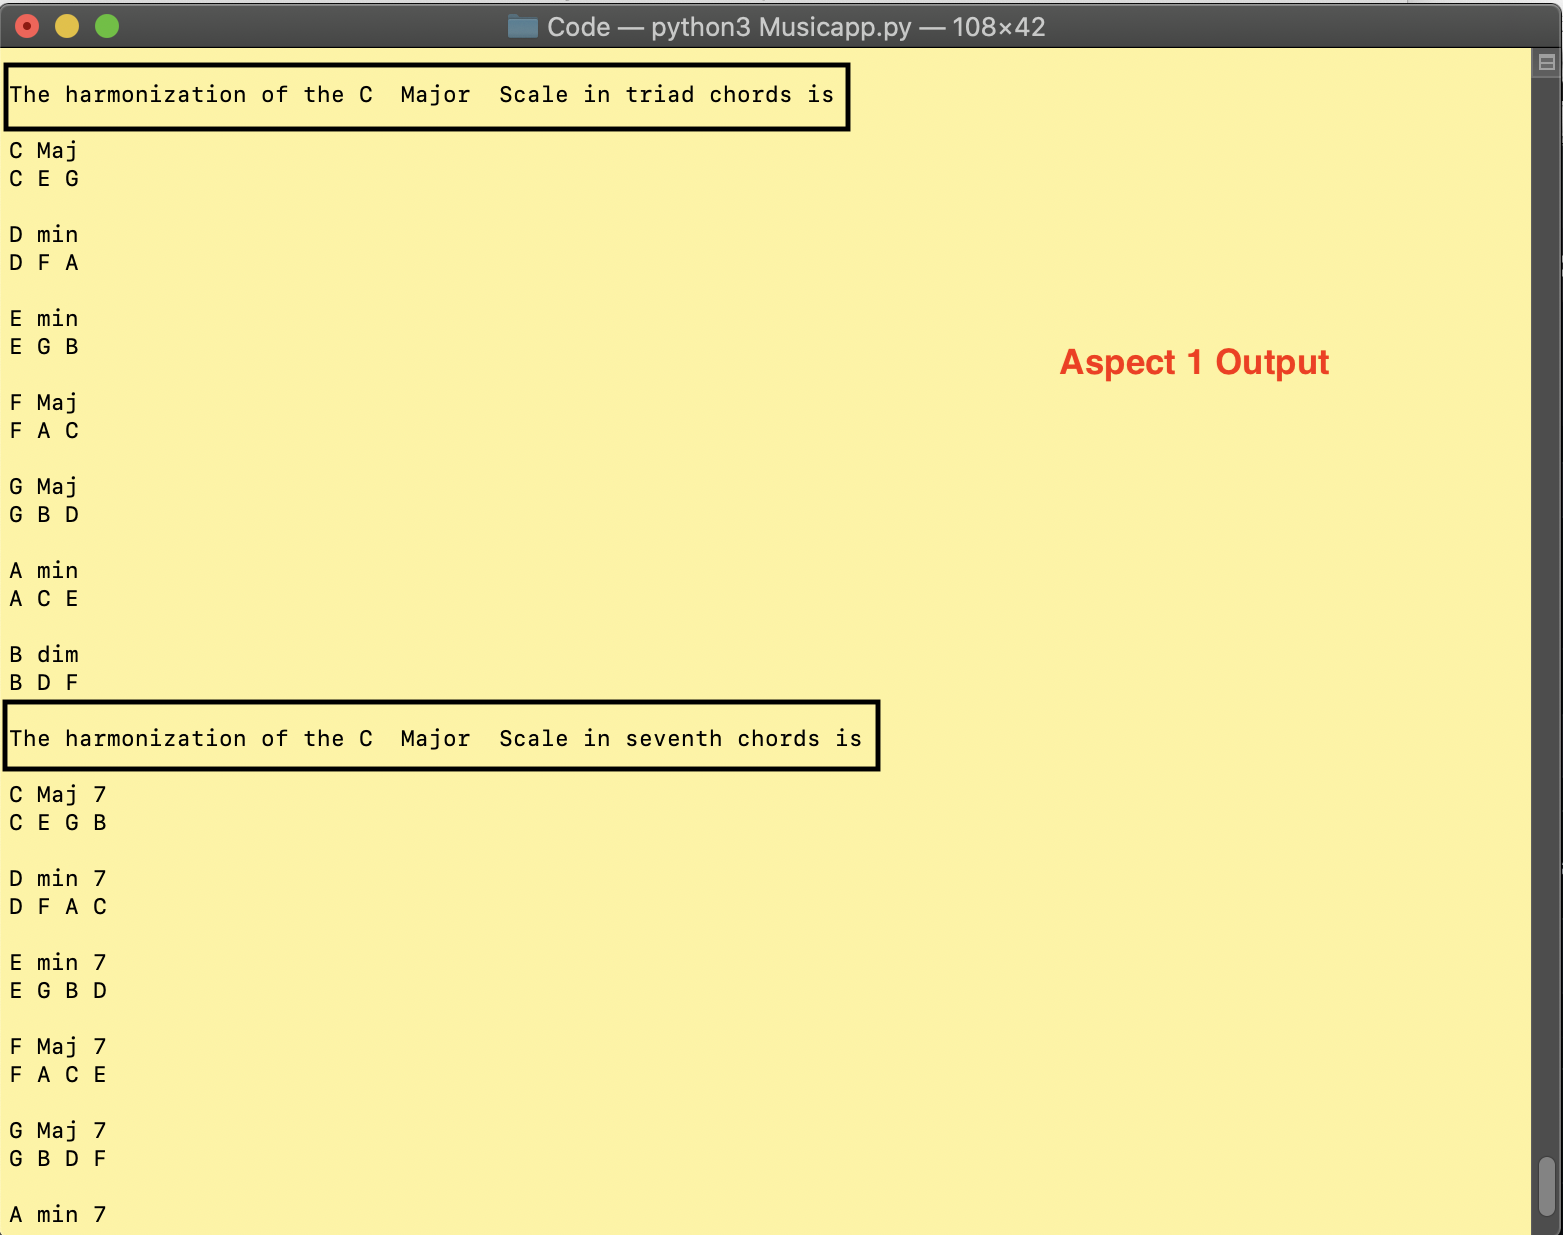 Code — python3 Musicapp.py — 108×42
The harmonization of the C  Major  Scale in triad chords is
C Maj
C E G
D min
D F A
E min
E G B
Aspect 1 Output
F Maj
F A C
G Maj
G B D
A min
A C E
B dim
B D F
The harmonization of the C  Major  Scale in seventh chords is
C Maj 7
C E G B
D min 7
D F A C
E min 7
E G B D
F Maj 7
F A C E
G Maj 7
G B D F
A min 7